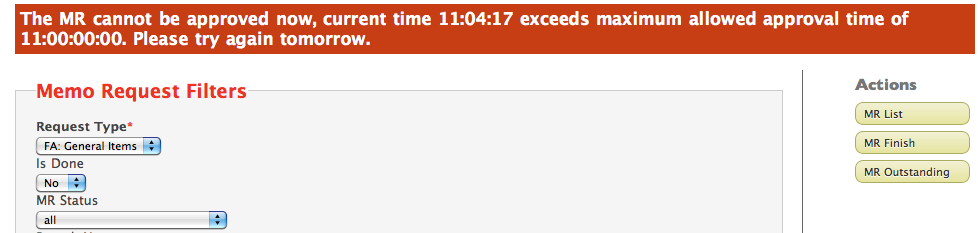 The MR cannot be approved now, current time 11:04:17 exceeds maximum allowed approval time of
11:00:00:00. Please try again tomorrow.
Memo Request Filters
Request Type*
FA: General Items
Is Done
No
MR Status
all
Actions
MR List
MR Finish
MR Outstanding